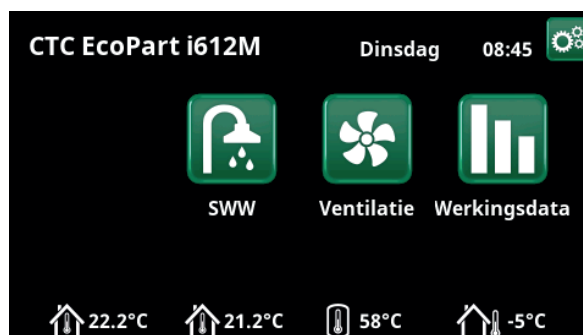 CTC EcoPart i612M Dinsdag 08:45
SWW Ventilatie Werkingsdata
22.2°C 21.2°C 58°C -5°C